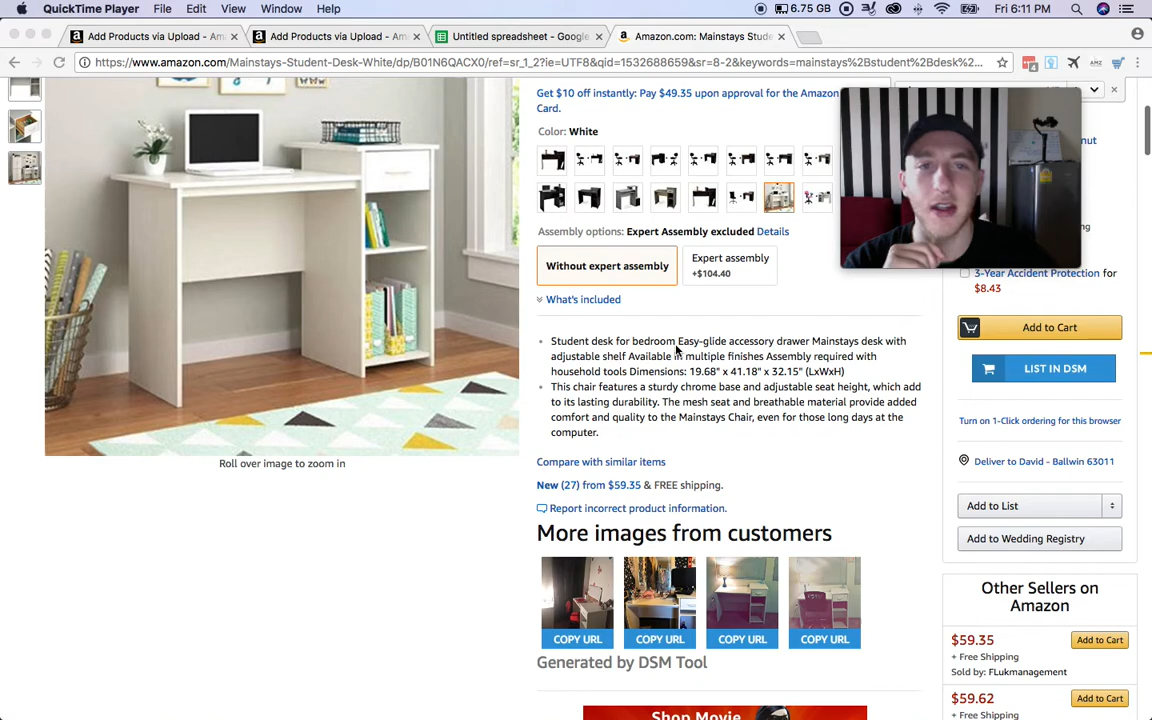 QuickTime Player File Edit View Window Help
6.75 GB Fri 6:11 PM
Add Products via Upload - Am
Add Products via Upload - Ame
Untitled spreadsheet - Google
Amazon.com: Mainstays Stude
https://www.amazon.com/Mainstays-Student-Desk-White/dp/B01N6QACX0/ref=sr_1_2?ie=UTF8&qid=1532688659&sr=8-2&keywords=mainstays%2Bstudent%2Bdesk%2...
Get $10 off instantly: Pay $49.35 upon approval for the Amazon
Card.
Color: White
Assembly options: Expert Assembly excluded Details
Without expert assembly
Expert assembly
+$104.40
What's included
Student desk for bedroom Easy-glide accessory drawer Mainstays desk with
adjustable shelf Available in multiple finishes Assembly required with
household tools Dimensions: 19.68" x 41.18" x 32.15" (LxWxH)
This chair features a sturdy chrome base and adjustable seat height, which add
to its lasting durability. The mesh seat and breathable material provide added
comfort and quality to the Mainstays Chair, even for those long days at the
computer.
Roll over image to zoom in
Compare with similar items
New (27) from $59.35 & FREE shipping.
Report incorrect product information.
More images from customers
COPY URL
COPY URL
COPY URL
COPY URL
Generated by DSM Tool
Shop Movie
3-Year Accident Protection for
$8.43
Add to Cart
LIST IN DSM
Turn on 1-Click ordering for this browser
Deliver to David - Ballwin 63011
Add to List
Add to Wedding Registry
Other Sellers on
Amazon
$59.35
Add to Cart
+ Free Shipping
Sold by: FLukmanagement
$59.62
Add to Cart
+ Free Shipping